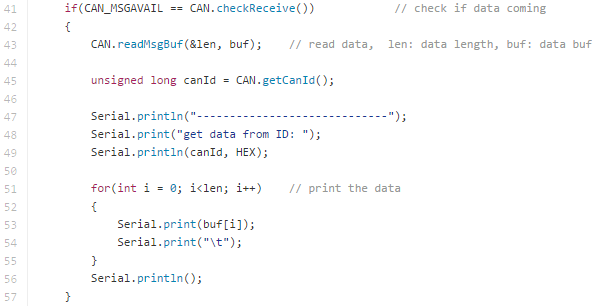 41 if(CAN_MSGAVAIL == CAN.checkReceive()) // check if data coming
42 {
43 CAN.readMsgBuf(&len, buf); // read data, len: data length, buf: data buf
44
45 unsigned long canId = CAN.getCanId();
46
47 Serial.println("-----------------------------");
48 Serial.print("get data from ID: ");
49 Serial.println(canId, HEX);
50
51 for(int i = 0; i<len; i++) // print the data
52 {
53 Serial.print(buf[i]);
54 Serial.print("\t");
55 }
56 Serial.println();
57 }